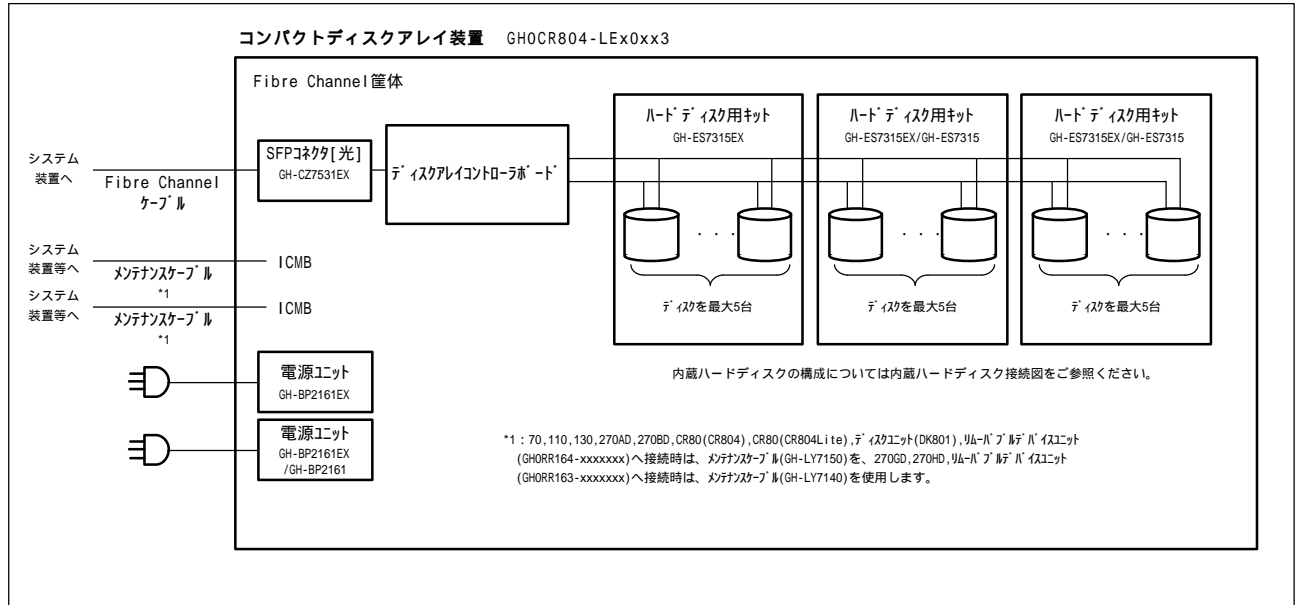 コンパクトディスクアレイ装置 GH0CR804-LEx0xx3
Fibre Channel筐体
システム
装置へ
Fibre Channel
ケーブル
SFPコネクタ[光]
GH-CZ7531EX
ディスクアレイコントローラボード
ハードディスク用キット
GH-ES7315EX
ハードディスク用キット
GH-ES7315EX/GH-ES7315
ハードディスク用キット
GH-ES7315EX/GH-ES7315
・・・
・・・
・・・
ディスクを最大5台
ディスクを最大5台
ディスクを最大5台
システム
装置等へ
メンテナンスケーブル
*1
ICMB
システム
装置等へ
メンテナンスケーブル
*1
ICMB
電源ユニット
GH-BP2161EX
電源ユニット
GH-BP2161EX
/GH-BP2161
内蔵ハードディスクの構成については内蔵ハードディスク接続図をご参照ください。
*1：70,110,130,270AD,270BD,CR80(CR804),CR80(CR804Lite),ディスクユニット(DK801),リムーバブルデバイスユニット
(GH0RR164-xxxxxxx)へ接続時は、メンテナンスケーブル(GH-LY7150)を、270GD,270HD,リムーバブルデバイスユニット
(GH0RR163-xxxxxxx)へ接続時は、メンテナンスケーブル(GH-LY7140)を使用します。